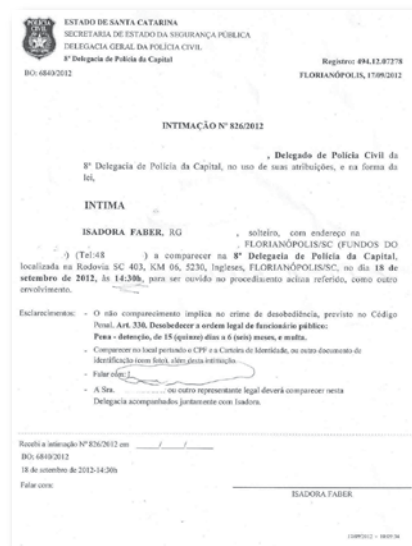 ESTADO DE SANTA CATARINA
SECRETARIA DE ESTADO DA SEGURANÇA PÚBLICA
DELEGACIA GERAL DA POLÍCIA CIVIL
8ª Delegacia de Polícia da Capital
BO: 6840/2012
Registro: 494.12.07278
FLORIANÓPOLIS, 17/09/2012
INTIMAÇÃO Nº 826/2012
, Delegado de Polícia Civil da
8ª Delegacia de Polícia da Capital, no uso de suas atribuições, e na forma da
lei,
INTIMA
ISADORA FABER, RG , solteiro, com endereço na
, FLORIANÓPOLIS/SC (FUNDOS DO
) (Tel:48 ) a comparecer na 8ª Delegacia de Polícia da Capital,
localizada na Rodovia SC 403, KM 06, 5230, Ingleses, FLORIANÓPOLIS/SC, no dia 18 de
setembro de 2012, às 14:30h, para ser ouvido no procedimento acima referido, como outro
envolvimento.
Esclarecimentos: - O não comparecimento implica no crime de desobediência, previsto no Código
Penal, Art. 330. Desobedecer a ordem legal de funcionário público:
Pena - detenção, de 15 (quinze) dias a 6 (seis) meses, e multa.
- Comparecer no local portando o CPF e a Carteira de Identidade, ou outro documento de
identificação (com foto), além desta intimação.
- Falar com:
- A Sra. ou outro representante legal deverá comparecer nesta
Delegacia acompanhados juntamente com Isadora.
Recebi a intimação Nº 826/2012 em ____/____/____
BO: 6840/2012
18 de setembro de 2012-14:30h
Falar com:
ISADORA FABER